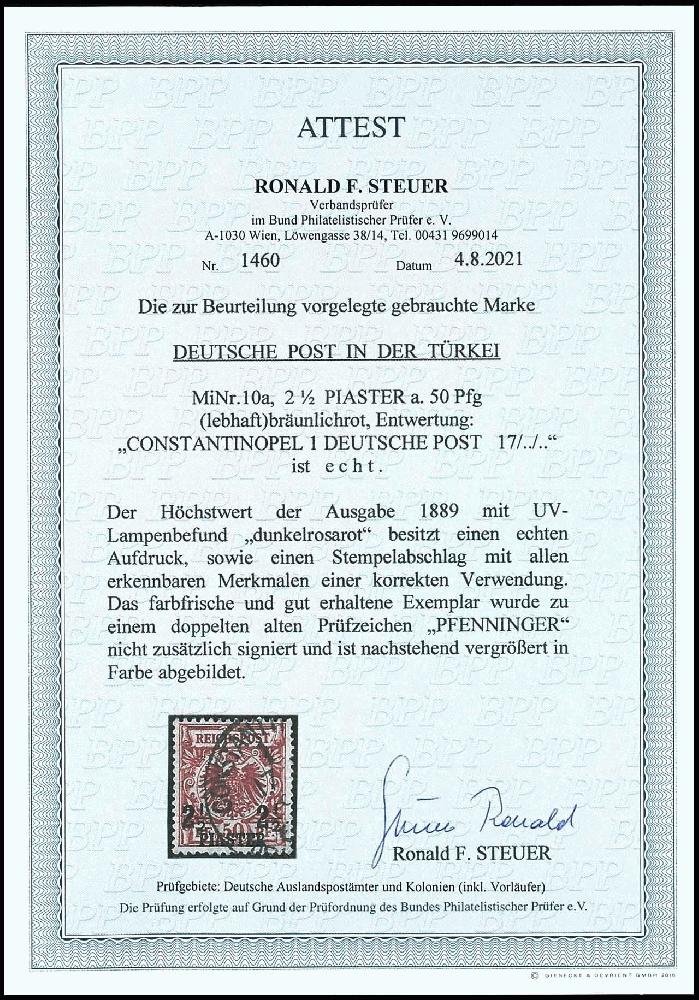 ATTEST
RONALD F. STEUER
Verbandsprüfer
im Bund Philatelistischer Prüfer e. V.
A-1030 Wien, Löwengasse 38/14, Tel. 00431 9699014
Nr. 1460 Datum 4.8.2021
Die zur Beurteilung vorgelegte gebrauchte Marke
DEUTSCHE POST IN DER TÜRKEI
MiNr.10a, 2 ½ PIASTER a. 50 Pfg
(lebhaft)bräunlichrot, Entwertung:
„CONSTANTINOPEL 1 DEUTSCHE POST 17/../..“
ist echt.
Der Höchstwert der Ausgabe 1889 mit UV-
Lampenbefund „dunkelrosarot“ besitzt einen echten
Aufdruck, sowie einen Stempelabschlag mit allen
erkennbaren Merkmalen einer korrekten Verwendung.
Das farbfrische und gut erhaltene Exemplar wurde zu
einem doppelten alten Prüfzeichen „PFENNINGER“
nicht zusätzlich signiert und ist nachstehend vergrößert in
Farbe abgebildet.
REICHSPOST
50
PIASTER
Ronald
Ronald F. STEUER
Prüfgebiete: Deutsche Auslandspostämter und Kolonien (inkl. Vorläufer)
Die Prüfung erfolgte auf Grund der Prüfordnung des Bundes Philatelistischer Prüfer e.V.
© GIESECKE & DEVRIENT GMBH